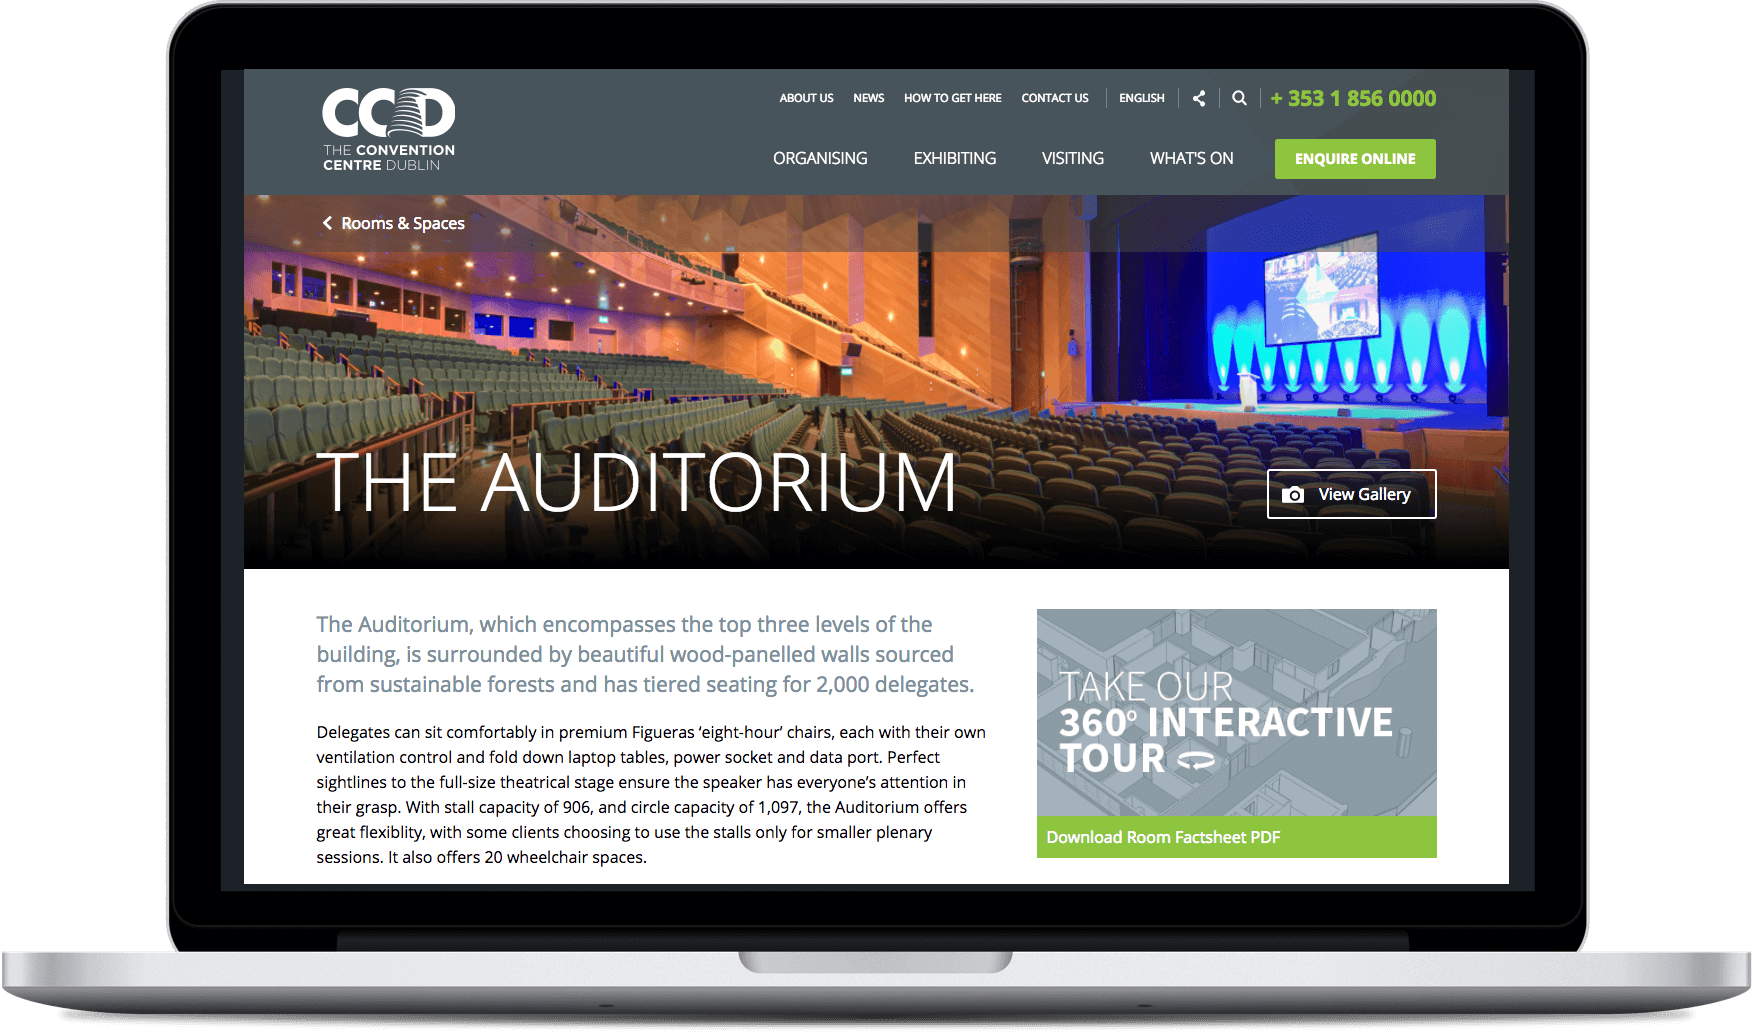 CCD
THE CONVENTION
CENTRE DUBLIN
ABOUT US NEWS HOW TO GET HERE CONTACT US ENGLISH + 353 1 856 0000
ORGANISING EXHIBITING VISITING WHAT'S ON ENQUIRE ONLINE
Rooms & Spaces
THE AUDITORIUM
View Gallery
The Auditorium, which encompasses the top three levels of the
building, is surrounded by beautiful wood-panelled walls sourced
from sustainable forests and has tiered seating for 2,000 delegates.
Delegates can sit comfortably in premium Figueras ‘eight-hour’ chairs, each with their own
ventilation control and fold down laptop tables, power socket and data port. Perfect
sightlines to the full-size theatrical stage ensure the speaker has everyone’s attention in
their grasp. With stall capacity of 906, and circle capacity of 1,097, the Auditorium offers
great flexiblity, with some clients choosing to use the stalls only for smaller plenary
sessions. It also offers 20 wheelchair spaces.
TAKE OUR
360° INTERACTIVE
TOUR
Download Room Factsheet PDF